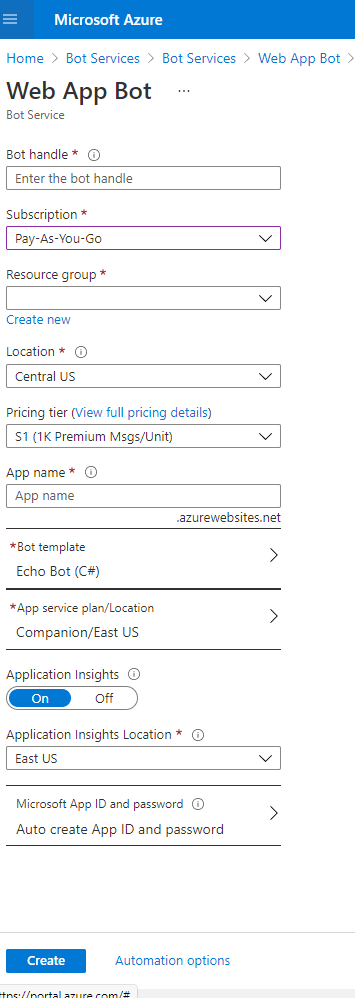 Microsoft Azure
Home > Bot Services > Bot Services > Web App Bot >
Web App Bot ...
Bot Service
Bot handle *
Enter the bot handle
Subscription *
Pay-As-You-Go
Resource group *
Create new
Location *
Central US
Pricing tier (View full pricing details)
S1 (1K Premium Msgs/Unit)
App name *
App name
.azurewebsites.net
*Bot template
Echo Bot (C#)
*App service plan/Location
Companion/East US
Application Insights
On Off
Application Insights Location *
East US
Microsoft App ID and password
Auto create App ID and password
Create Automation options
ttps://portal.azure.com/#